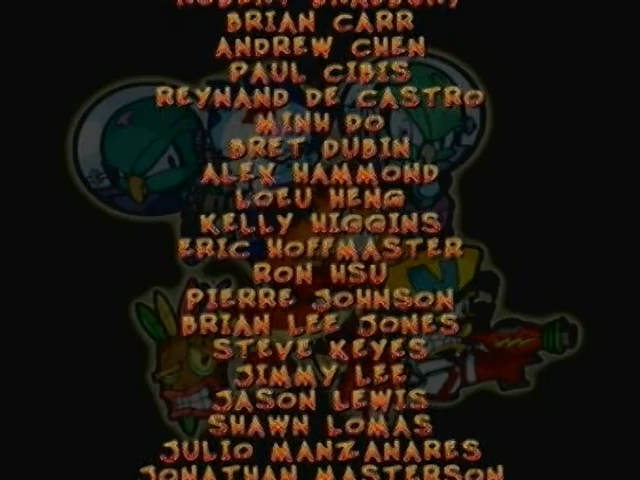 BRIAN CARR
ANDREW CHEN
PAUL CIBIS
REYNAND DE CASTRO
MINH DO
BRET DUBIN
ALEX HAMMOND
LOEU HENG
KELLY HIGGINS
ERIC HOFFMASTER
RON HSU
PIERRE JOHNSON
BRIAN LEE JONES
STEVE KEYES
JIMMY LEE
JASON LEWIS
SHAWN LOMAS
JULIO MANZANARES
JONATHAN MASTERSON